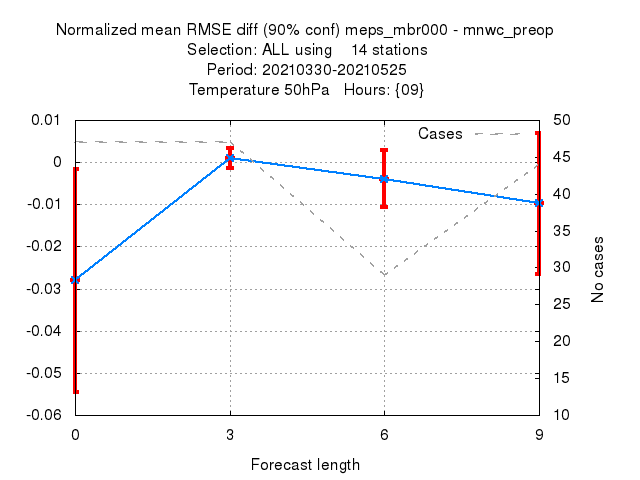 Normalized mean RMSE diff (90% conf) meps_mbr000 - mnwc_preop
Selection: ALL using    14 stations
Period: 20210330-20210525
Temperature 50hPa   Hours: {09}
0.01
0
-0.01
-0.02
-0.03
-0.04
-0.05
-0.06
Cases
50
45
40
35
30
25
20
15
10
No cases
0 3 6 9
Forecast length